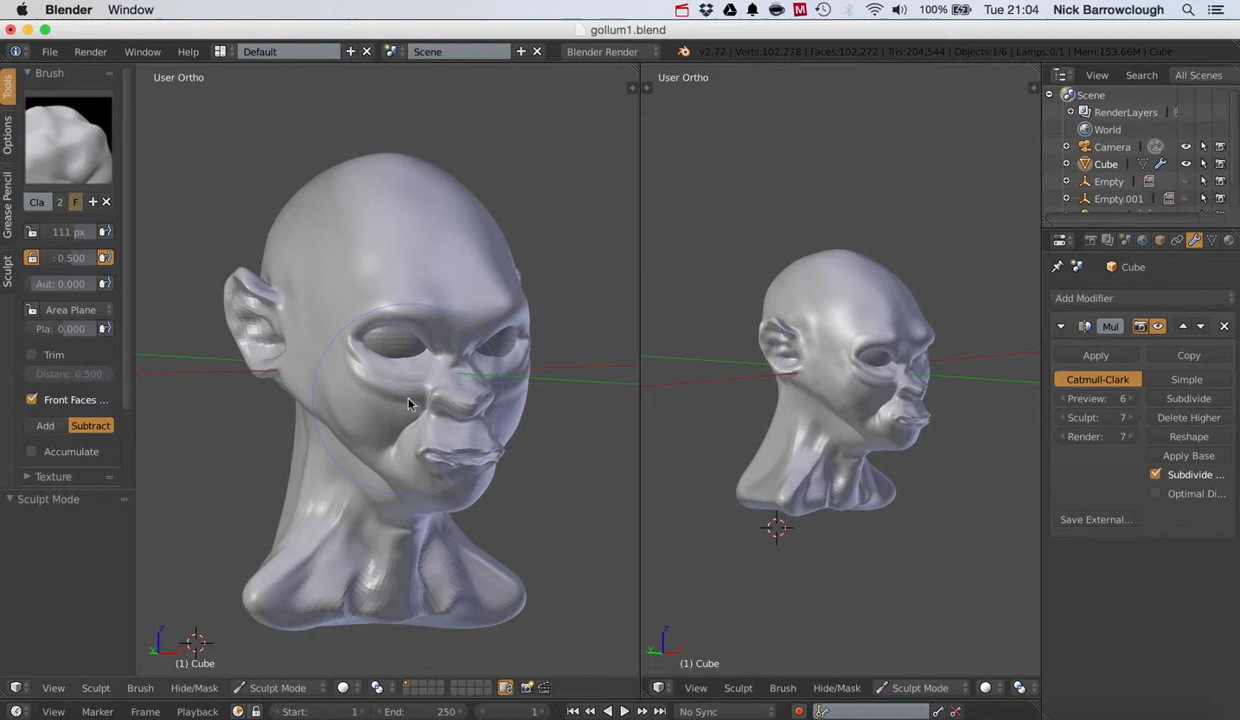 Blender Window 100% Tue 21:04 Nick Barrowclough
gollum1.blend
File Render Window Help Default Scene Blender Render v2.72 | Verts:102,278 | Faces:102,272 | Tris:204,544 | Objects:1/6 | Lamps:0/1 | Mem:153.66M | Cube
Brush
User Ortho
User Ortho
View Search All Scenes
Tools
Options
Grease Pencil
Sculpt
Scene
RenderLayers
World
Camera
Cube
Empty
Empty.001
Cla 2 F
111 px
: 0.500
Aut: 0.000
Area Plane
Pla: 0.000
Trim
Distanc: 0.500
Front Faces ...
Add Subtract
Accumulate
Texture
Sculpt Mode
Cube
Add Modifier
Mul
Apply Copy
Catmull-Clark Simple
Preview: 6 Subdivide
Sculpt: 7 Delete Higher
Render: 7 Reshape
Apply Base
Subdivide ...
Optimal Di...
Save External...
(1) Cube
(1) Cube
View Sculpt Brush Hide/Mask Sculpt Mode
View Sculpt Brush Hide/Mask Sculpt Mode
View Marker Frame Playback Start: 1 End: 250 1 No Sync